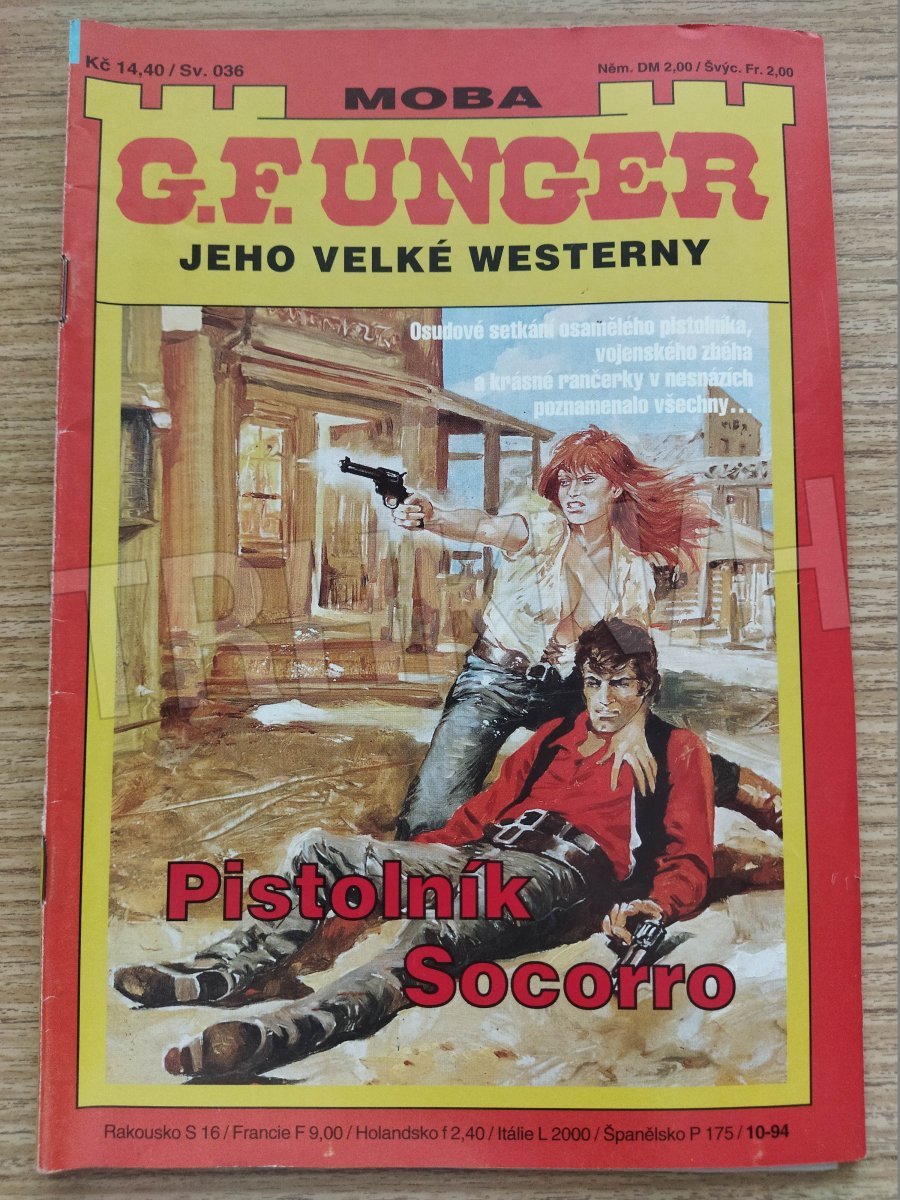 Kč 14,40 / Sv. 036
Něm. DM 2,00 / Švýc. Fr. 2,00
MOBA
G.F. UNGER
JEHO VELKÉ WESTERNY
Osudové setkání osamělého pistolníka,
vojenského zběha
a krásné rančerky v nesnázích
poznamenalo všechny...
Pistolník
Socorro
Rakousko S 16 / Francie F 9,00 / Holandsko f 2,40 / Itálie L 2000 / Španělsko P 175 / 10-94